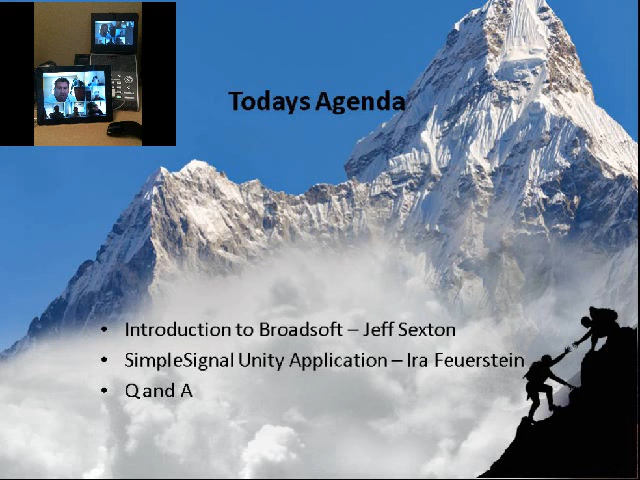 Todays Agenda
• Introduction to Broadsoft – Jeff Sexton
• SimpleSignal Unity Application – Ira Feuerstein
• Q and A